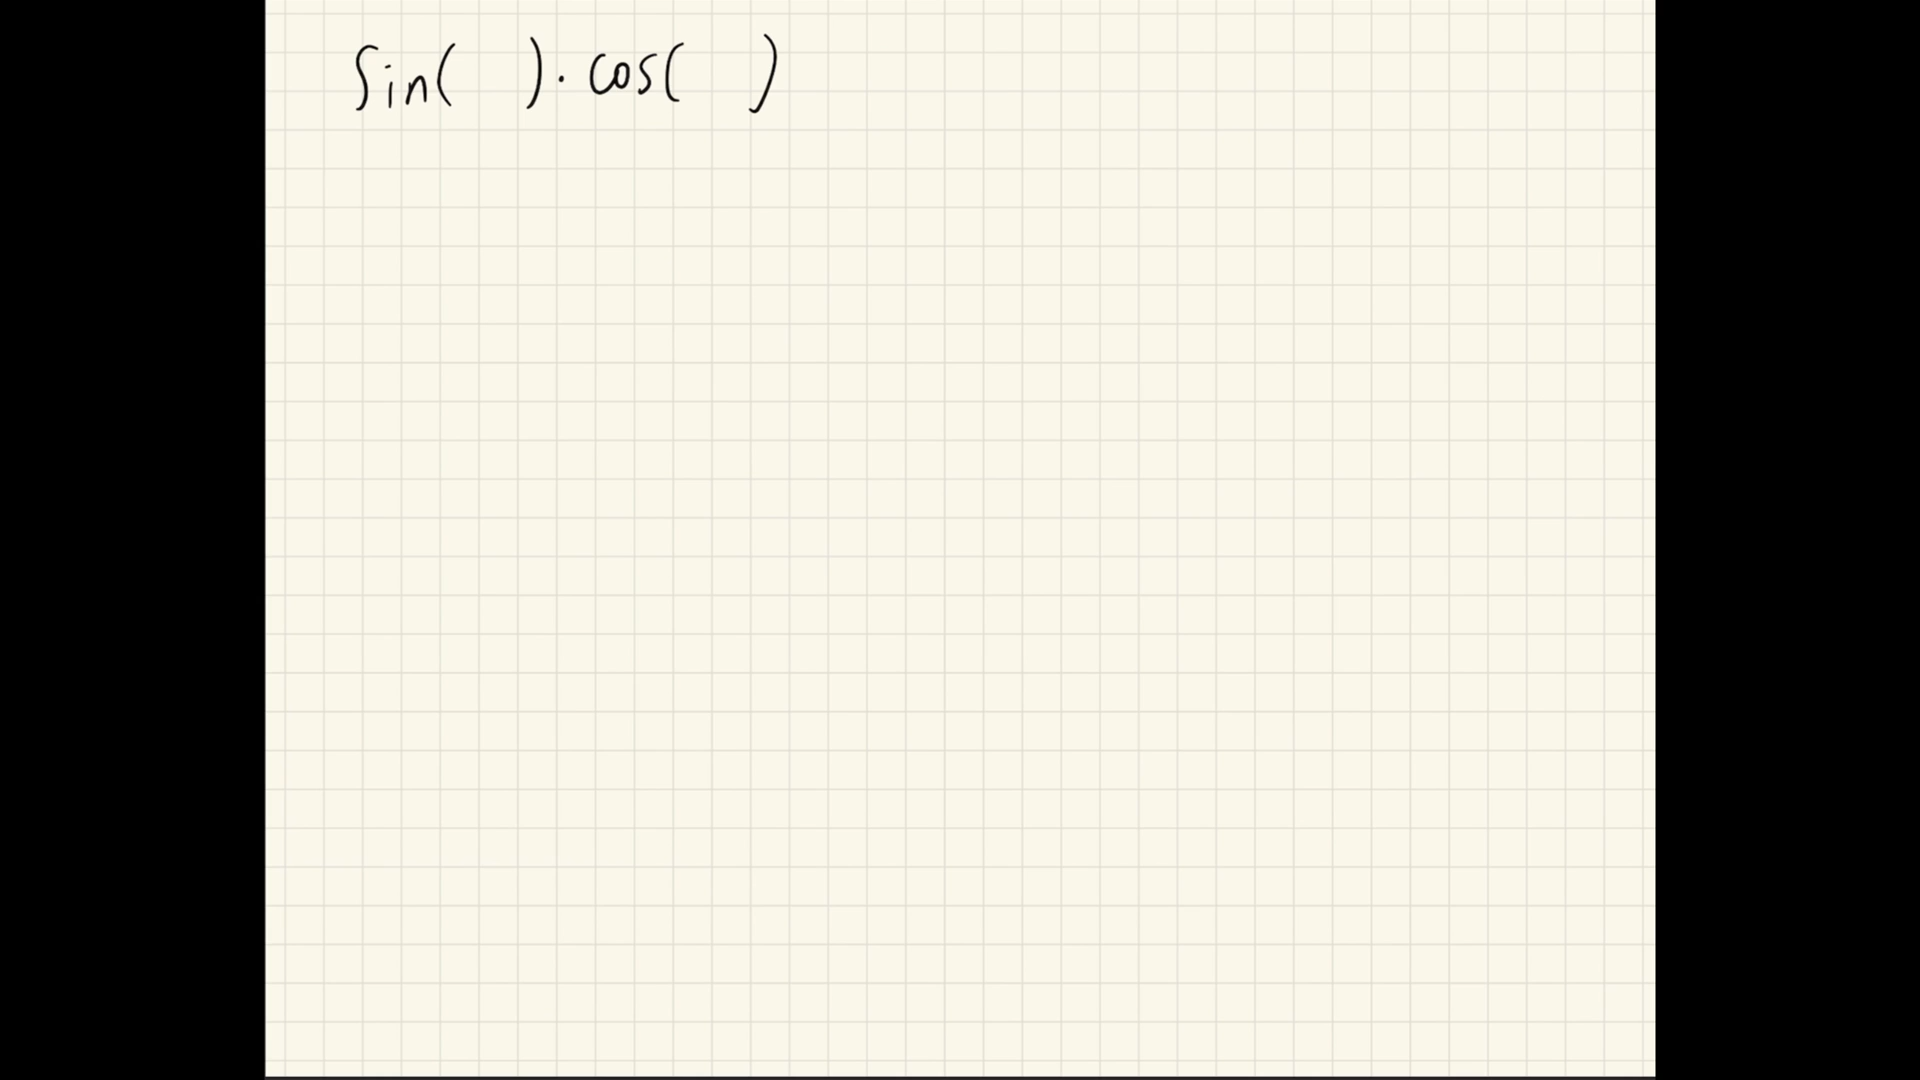 sin( ) · cos( )